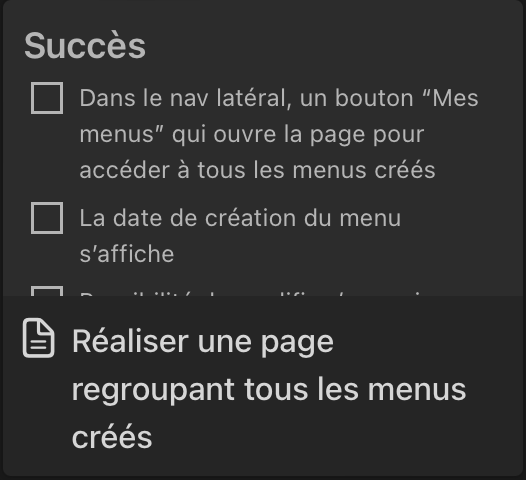 Succès
Dans le nav latéral, un bouton “Mes
menus” qui ouvre la page pour
accéder à tous les menus créés
La date de création du menu
s’affiche
Réaliser une page
regroupant tous les menus
créés